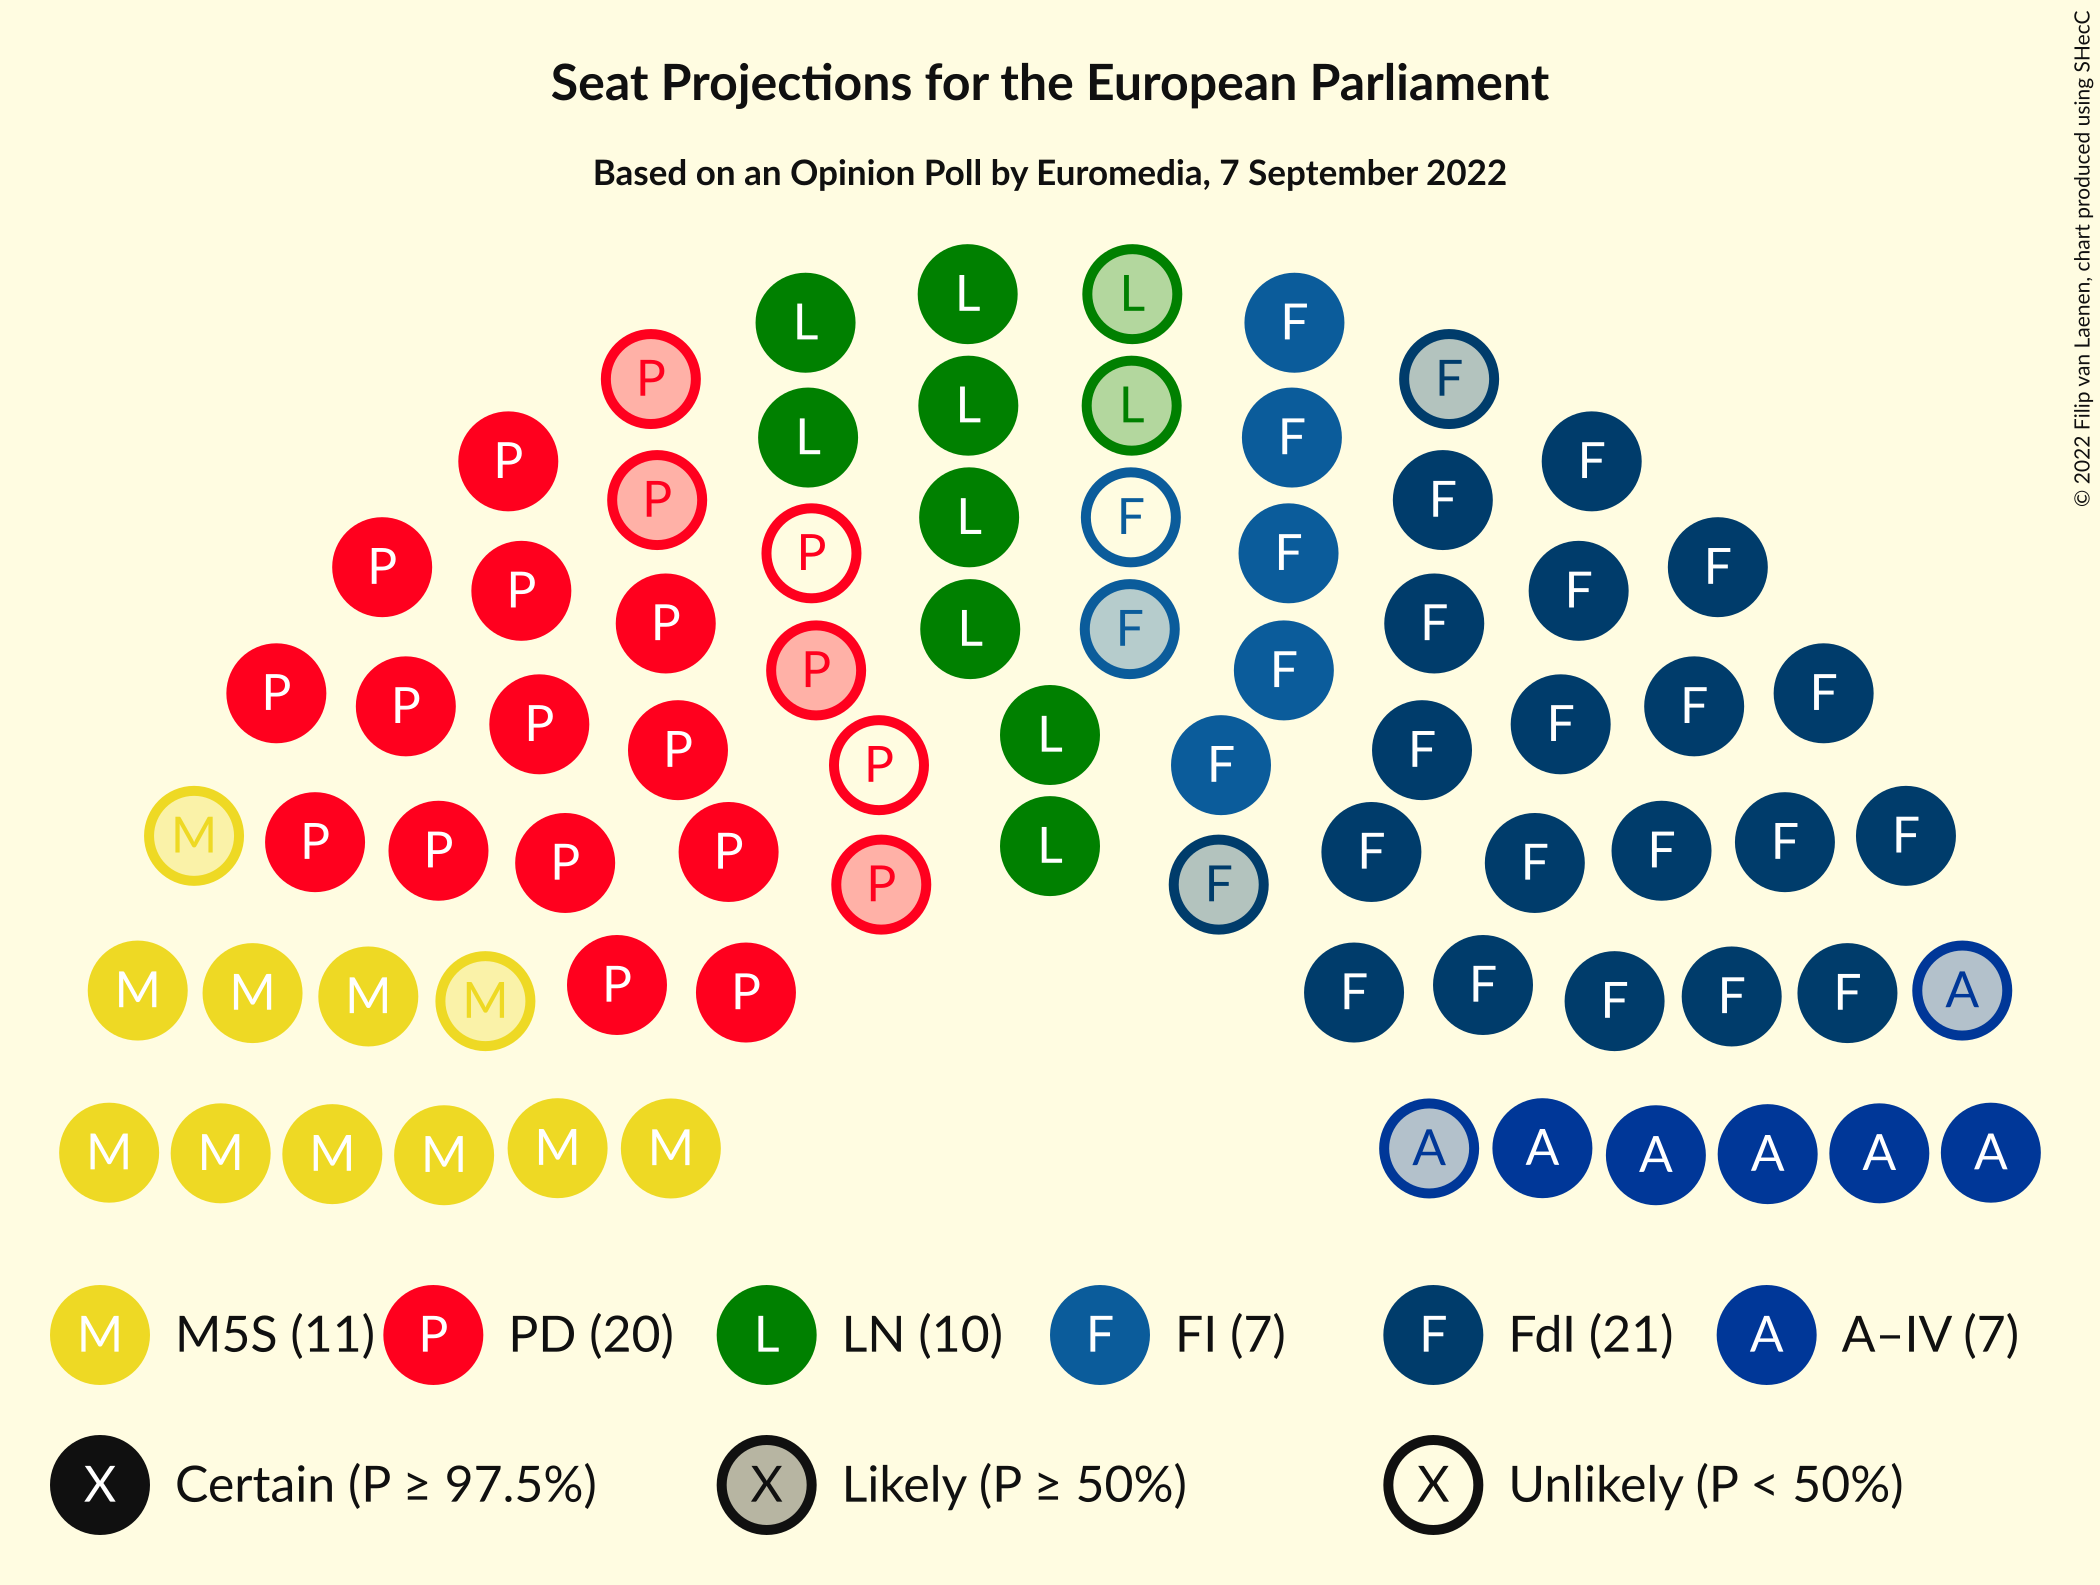 Seat Projections for the European Parliament
Based on an Opinion Poll by Euromedia, 7 September 2022
© 2022 Filip van Laenen, chart produced using SHecC
L L
L L F
P F
L L
L F
P F
P P F F
L F
P F
P P F F
P F
L F
P F
P P F F
P P P F F F
P L F
M P P P P L F F F F F
P F
M M M M P P F F F F F A
M M M M M M A A A A A A
M M5S (11) P PD (20) L LN (10) F FI (7) F FdI (21) A A–IV (7)
X Certain (P ≥ 97.5%) X Likely (P ≥ 50%) X Unlikely (P < 50%)